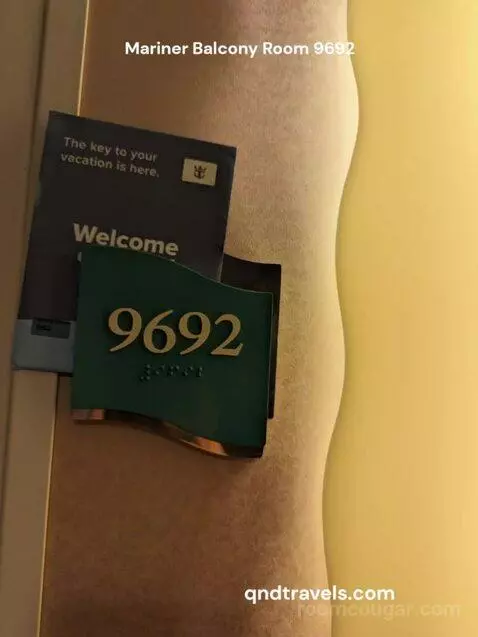 Mariner Balcony Room 9692
The key to your
vacation is here.
Welcome
9692
qndtravels.com
roomcougar.com